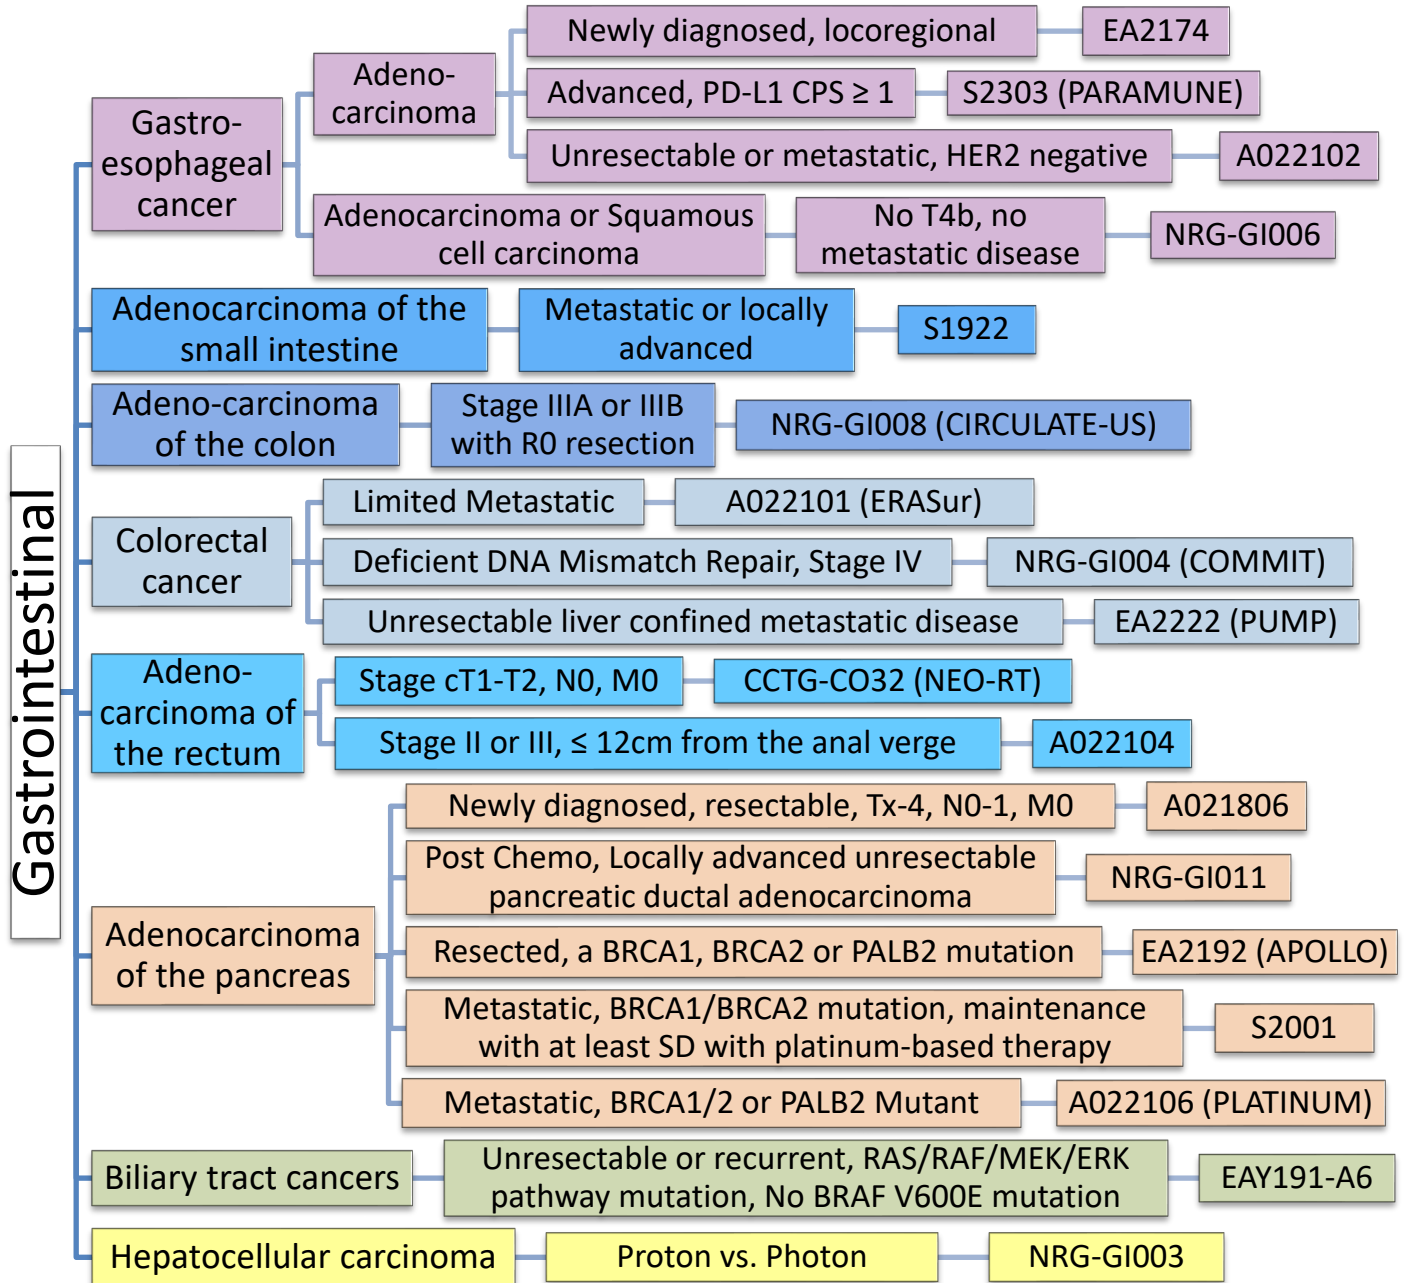 Gastrointestinal
Gastro-
esophageal
cancer
Adeno-
carcinoma
Newly diagnosed, locoregional
EA2174
Advanced, PD-L1 CPS ≥ 1
S2303 (PARAMUNE)
Unresectable or metastatic, HER2 negative
A022102
Adenocarcinoma or Squamous
cell carcinoma
No T4b, no
metastatic disease
NRG-GI006
Adenocarcinoma of the
small intestine
Metastatic or locally
advanced
S1922
Adeno-carcinoma
of the colon
Stage IIIA or IIIB
with R0 resection
NRG-GI008 (CIRCULATE-US)
Colorectal
cancer
Limited Metastatic
A022101 (ERASur)
Deficient DNA Mismatch Repair, Stage IV
NRG-GI004 (COMMIT)
Unresectable liver confined metastatic disease
EA2222 (PUMP)
Adeno-
carcinoma of
the rectum
Stage cT1-T2, N0, M0
CCTG-CO32 (NEO-RT)
Stage II or III, ≤ 12cm from the anal verge
A022104
Adenocarcinoma
of the pancreas
Newly diagnosed, resectable, Tx-4, N0-1, M0
A021806
Post Chemo, Locally advanced unresectable
pancreatic ductal adenocarcinoma
NRG-GI011
Resected, a BRCA1, BRCA2 or PALB2 mutation
EA2192 (APOLLO)
Metastatic, BRCA1/BRCA2 mutation, maintenance
with at least SD with platinum-based therapy
S2001
Metastatic, BRCA1/2 or PALB2 Mutant
A022106 (PLATINUM)
Biliary tract cancers
Unresectable or recurrent, RAS/RAF/MEK/ERK
pathway mutation, No BRAF V600E mutation
EAY191-A6
Hepatocellular carcinoma
Proton vs. Photon
NRG-GI003